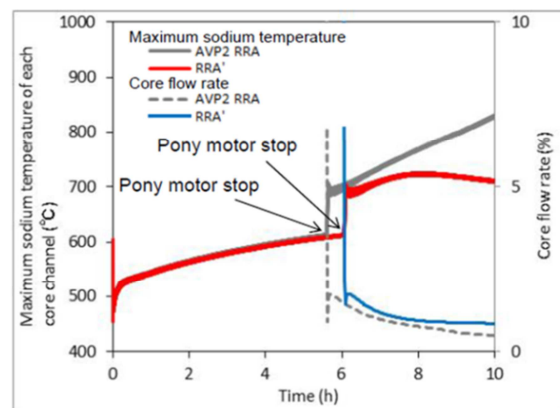 Maximum sodium temperature
AVP2 RRA
RRA'
Core flow rate
AVP2 RRA
RRA'
Pony motor stop
Pony motor stop
Maximum sodium temperature of each
core channel (℃)
1000
900
800
700
600
500
400
10
5
0
Core flow rate(%)
0 2 4 6 8 10
Time (h)